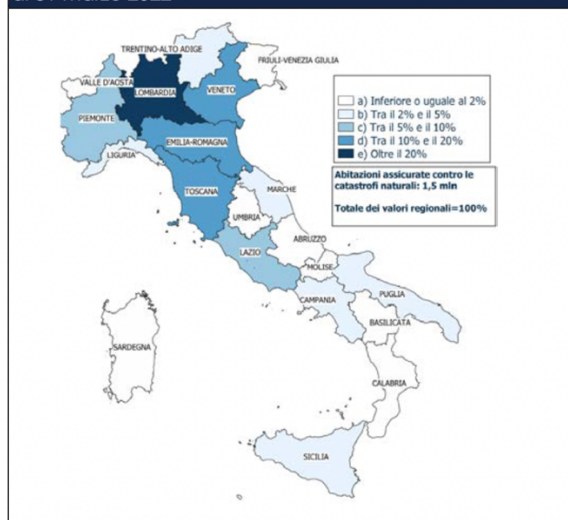 TRENTINO-ALTO ADIGE
FRIULI-VENEZIA GIULIA
VALLE D'AOSTA
LOMBARDIA
VENETO
PIEMONTE
EMILIA-ROMAGNA
LIGURIA
TOSCANA
MARCHE
UMBRIA
LAZIO
ABRUZZO
MOLISE
CAMPANIA
PUGLIA
BASILICATA
SARDEGNA
CALABRIA
SICILIA
a) Inferiore o uguale al 2%
b) Tra il 2% e il 5%
c) Tra il 5% e il 10%
d) Tra il 10% e il 20%
e) Oltre il 20%
Abitazioni assicurate contro le
catastrofi naturali: 1,5 mln
Totale dei valori regionali=100%